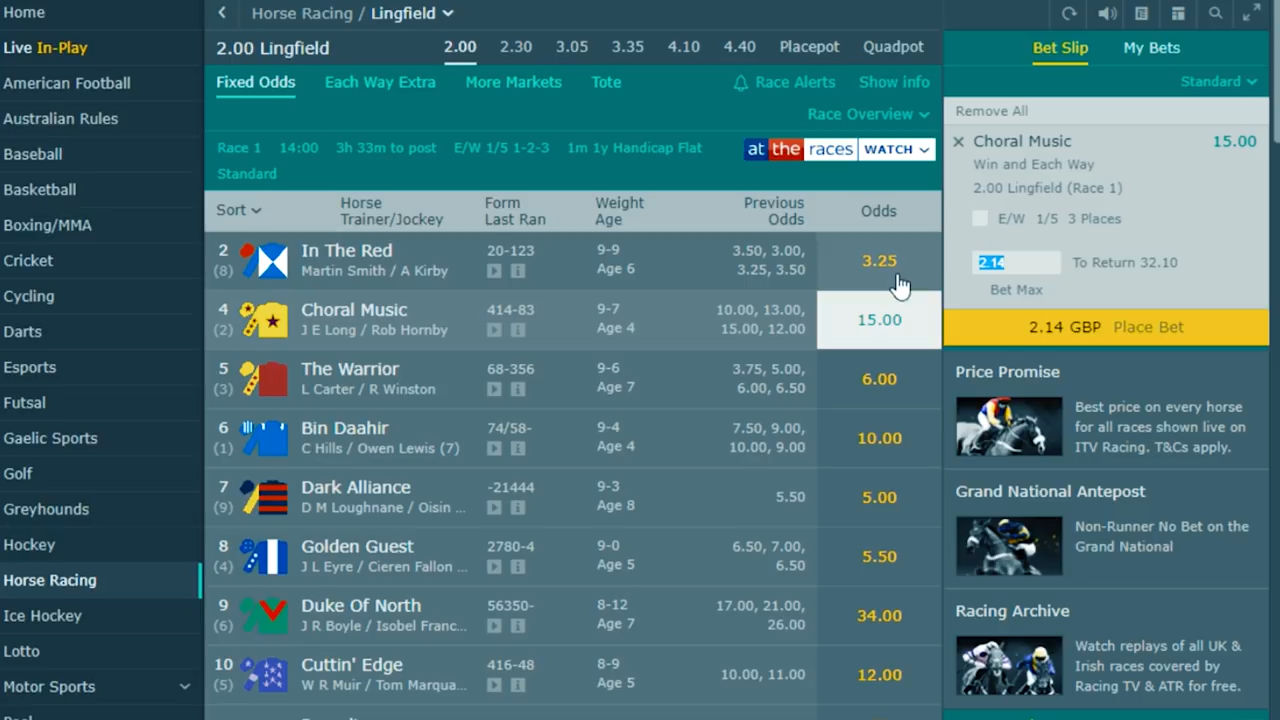 Home
Live In-Play
American Football
Australian Rules
Baseball
Basketball
Boxing/MMA
Cricket
Cycling
Darts
Esports
Futsal
Gaelic Sports
Golf
Greyhounds
Hockey
Horse Racing
Ice Hockey
Lotto
Motor Sports
Horse Racing / Lingfield
2.00 Lingfield 2.00 2.30 3.05 3.35 4.10 4.40 Placepot Quadpot
Fixed Odds Each Way Extra More Markets Tote Race Alerts Show info
Race Overview
Race 1 14:00 3h 33m to post E/W 1/5 1-2-3 1m 1y Handicap Flat
Standard
at the races WATCH
Sort Horse Form Weight Previous Odds
Trainer/Jockey Last Ran Age Odds
2 In The Red 20-123 9-9 3.50, 3.00, 3.25
(8) Martin Smith / A Kirby Age 6 3.25, 3.50
4 Choral Music 414-83 9-7 10.00, 13.00, 15.00
(2) J E Long / Rob Hornby Age 4 15.00, 12.00
5 The Warrior 68-356 9-6 3.75, 5.00, 6.00
(3) L Carter / R Winston Age 7 6.00, 6.50
6 Bin Daahir 74/58- 9-4 7.50, 9.00, 10.00
(1) C Hills / Owen Lewis (7) Age 4 10.00, 9.00
7 Dark Alliance -21444 9-3 5.50 5.00
(9) D M Loughnane / Oisin ... Age 8
8 Golden Guest 2780-4 9-0 6.50, 7.00, 5.50
(4) J L Eyre / Cieren Fallon ... Age 5 6.50
9 Duke Of North 56350- 8-12 17.00, 21.00, 34.00
(6) J R Boyle / Isobel Franc... Age 7 26.00
10 Cuttin' Edge 416-48 8-9 10.00, 11.00 12.00
(5) W R Muir / Tom Marqua... Age 5
Bet Slip My Bets
Standard
Remove All
Choral Music 15.00
Win and Each Way
2.00 Lingfield (Race 1)
E/W 1/5 3 Places
2.14 To Return 32.10
Bet Max
2.14 GBP Place Bet
Price Promise
Best price on every horse
for all races shown live on
ITV Racing. T&Cs apply.
Grand National Antepost
Non-Runner No Bet on the
Grand National
Racing Archive
Watch replays of all UK &
Irish races covered by
Racing TV & ATR for free.